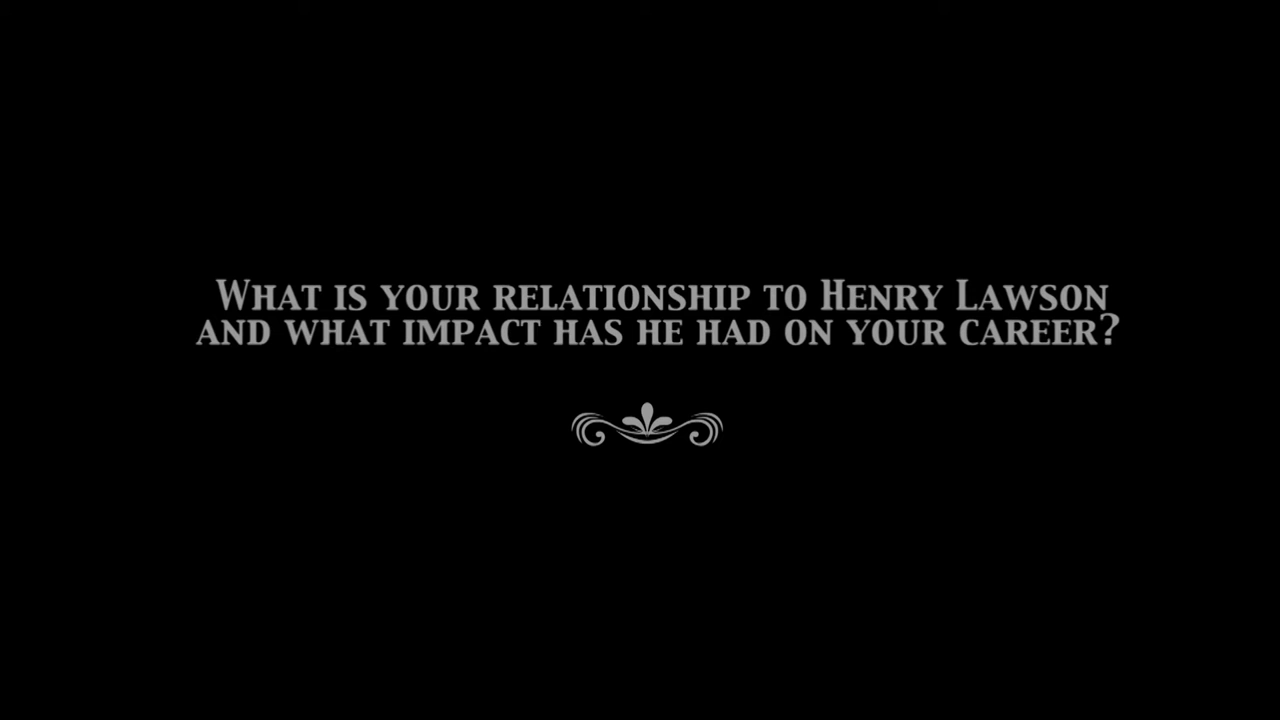 What is your relationship to Henry Lawson
and what impact has he had on your career?